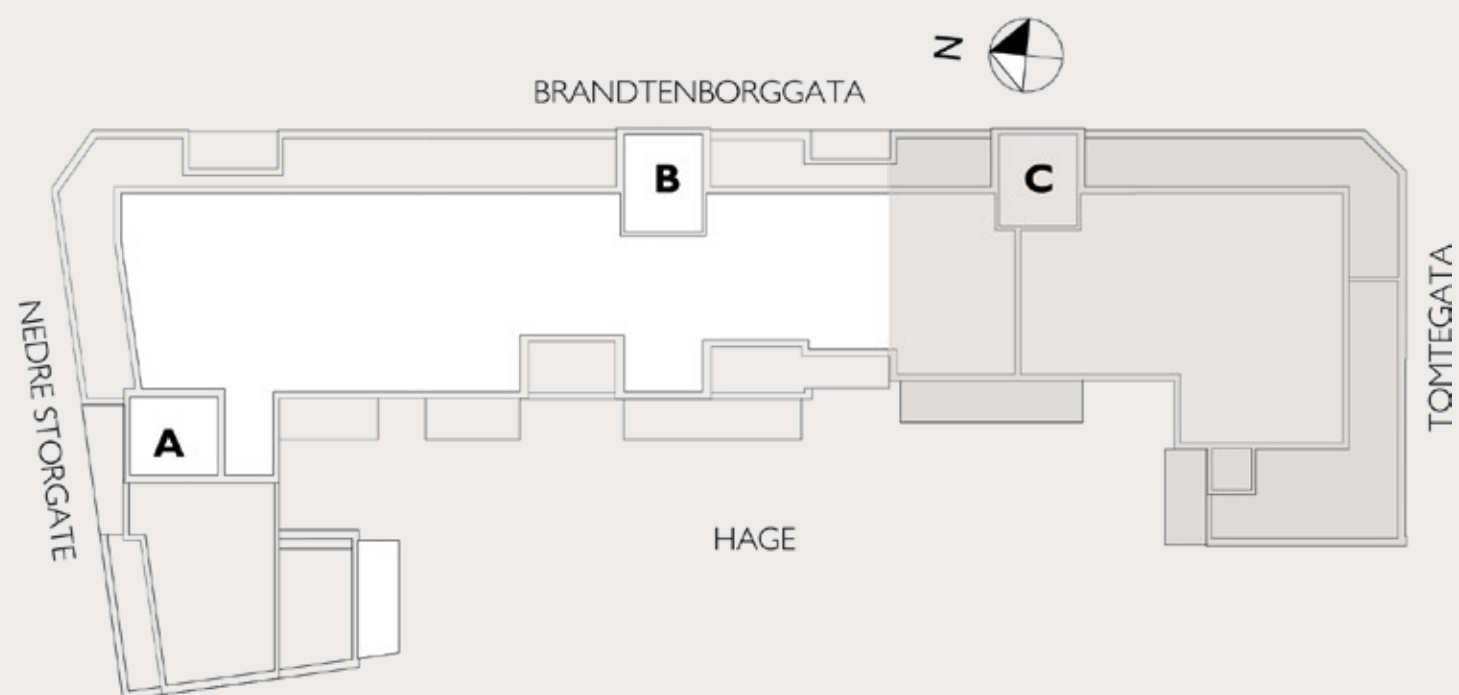 N
BRANDTENBORGGATA
B
C
NEDRE STORGATE
TOMTEGATA
A
HAGE